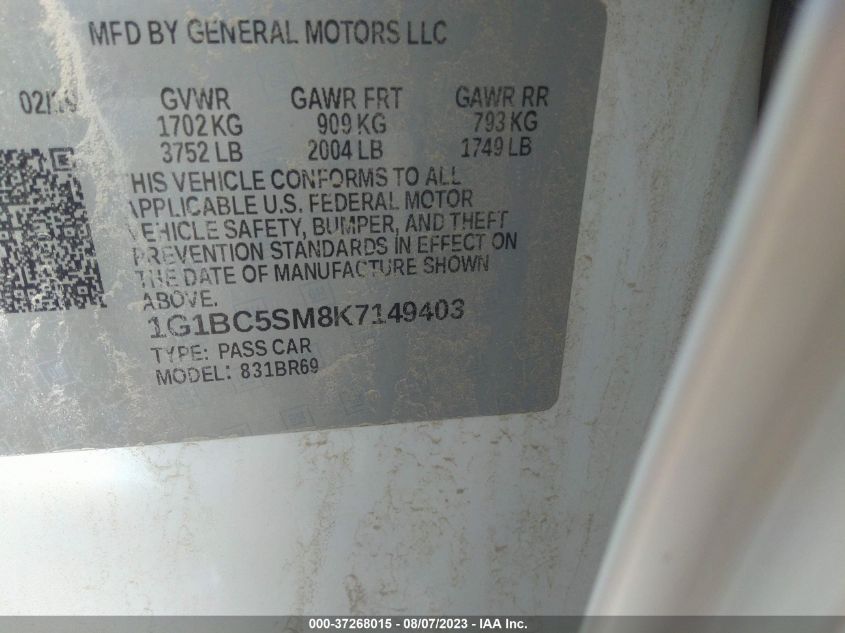 MFD BY GENERAL MOTORS LLC
02/19 GVWR GAWR FRT GAWR RR
1702 KG 909 KG 793 KG
3752 LB 2004 LB 1749 LB
THIS VEHICLE CONFORMS TO ALL
APPLICABLE U.S. FEDERAL MOTOR
VEHICLE SAFETY, BUMPER, AND THEFT
PREVENTION STANDARDS IN EFFECT ON
THE DATE OF MANUFACTURE SHOWN
ABOVE.
1G1BC5SM8K7149403
TYPE: PASS CAR
MODEL: 831BR69
000-37268015 - 08/07/2023 - IAA Inc.